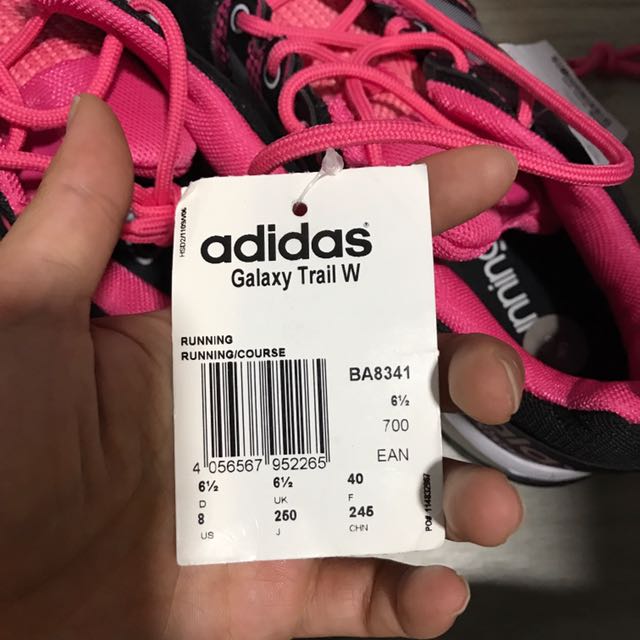 adidas®
Galaxy Trail W
RUNNING
RUNNING/COURSE
BA8341
6½
700
EAN
4 056567 952265
6½ 6½ 40
D UK F
8 250 245
US J CHN
unning